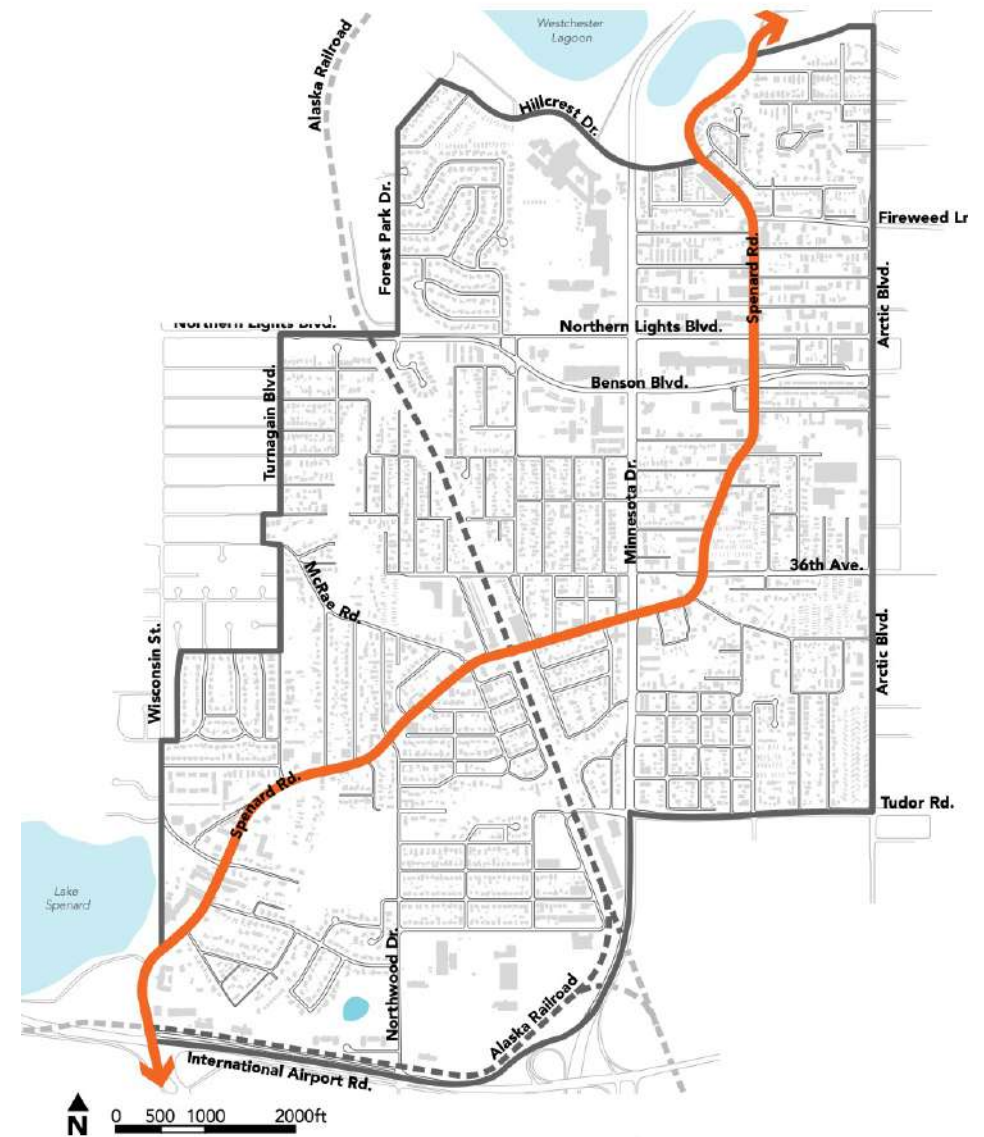 Westchester
Lagoon
Alaska Railroad
Hillcrest Dr.
Forest Park Dr.
Fireweed Ln
Spenard Rd.
Arctic Blvd.
Northern Lights Blvd.
Northern Lights Blvd.
Benson Blvd.
Turnagain Blvd.
Minnesota Dr.
36th Ave.
McRae Rd.
Wisconsin St.
Arctic Blvd.
Spenard Rd.
Tudor Rd.
Lake
Spenard
Northwood Dr.
Alaska Railroad
International Airport Rd.
N
0 500 1000 2000ft